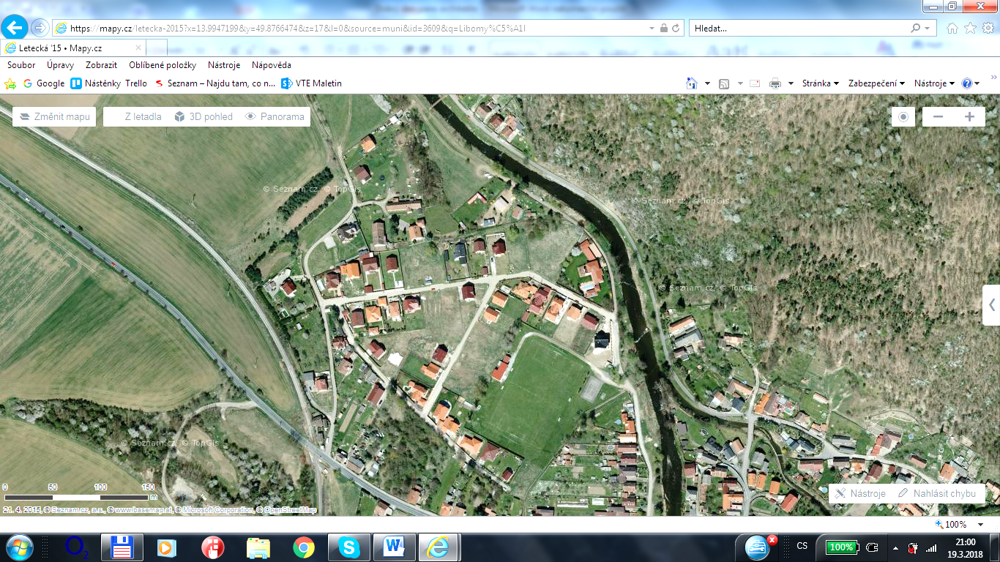 https://mapy.cz/letecka-2015?x=13.9947199&y=49.8766474&z=17&l=0&source=muni&id=3609&q=Libomy%C5%A1l
Hledat...
Letecká '15 • Mapy.cz
Soubor Úpravy Zobrazit Oblíbené položky Nástroje Nápověda
Google Nástěnky Trello Seznam – Najdu tam, co n... VTE Maletin
Stránka Zabezpečení Nástroje
Změnit mapu Z letadla 3D pohled Panorama
© Seznam.cz, © TopGis
© Seznam.cz, © TopGis
© Seznam.cz, © TopGis
© Seznam.cz, © TopGis
0 50 100 150
m
Nástroje Nahlásit chybu
21. 4. 2015, © Seznam.cz, a.s., © www.basemap.at, © Microsoft Corporation, © OpenStreetMap
100%
O2
CS 100% 21:00
19.3.2018